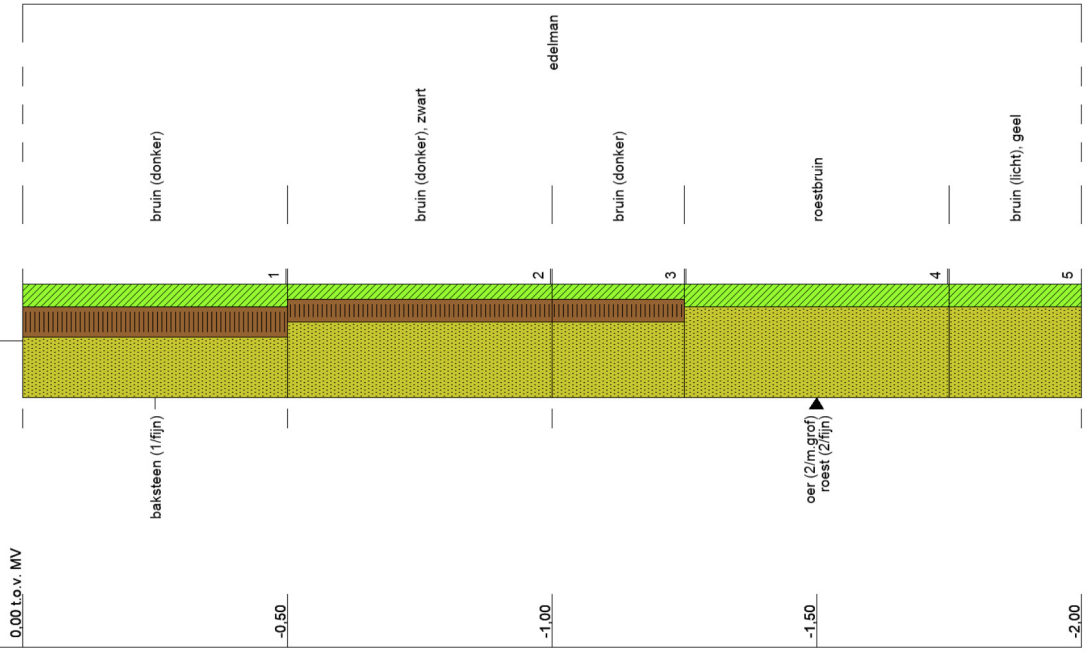 0,00 t.o.v. MV
-0,50
-1,00
-1,50
-2,00
baksteen (1/fijn)
oer (2/m.grof)
roest (2/fijn)
1
2
3
4
5
bruin (donker)
bruin (donker), zwart
bruin (donker)
roestbruin
bruin (licht), geel
edelman